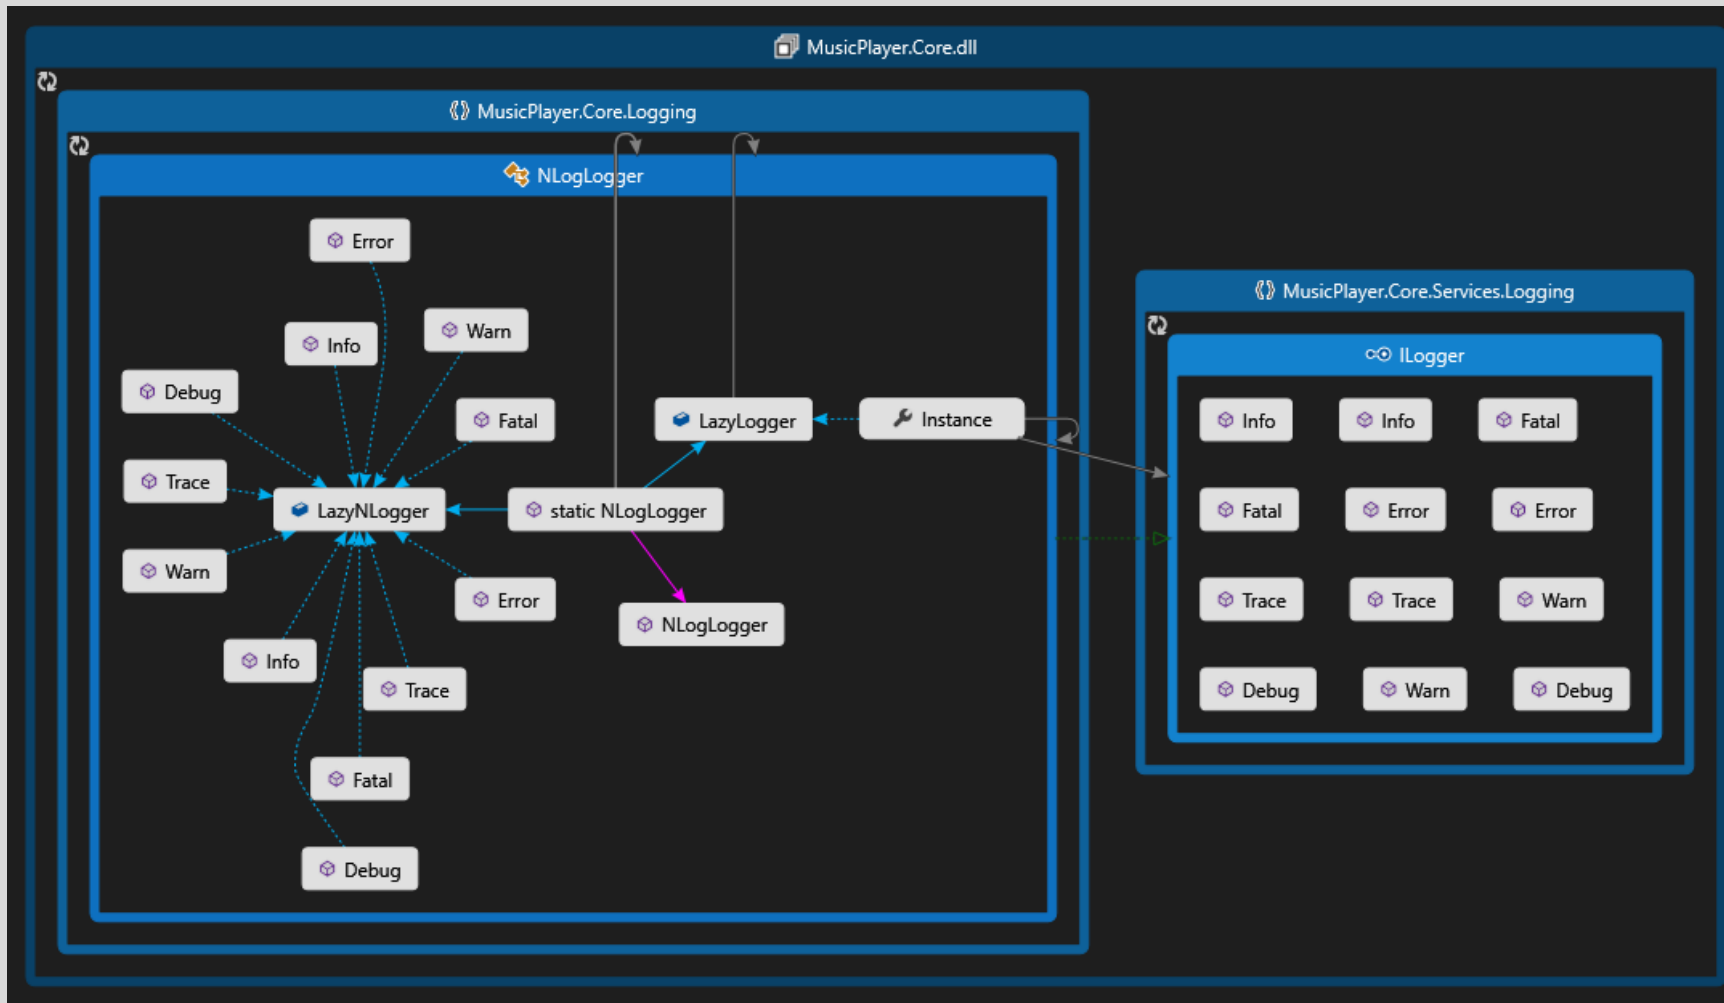 MusicPlayer.Core.dll
MusicPlayer.Core.Logging
NLogLogger
Error
Info
Warn
Debug
Fatal
LazyLogger
Instance
Trace
LazyNLogger
static NLogLogger
Warn
Error
NLogLogger
Info
Trace
Fatal
Debug
MusicPlayer.Core.Services.Logging
ILogger
Info
Info
Fatal
Fatal
Error
Error
Trace
Trace
Warn
Debug
Warn
Debug